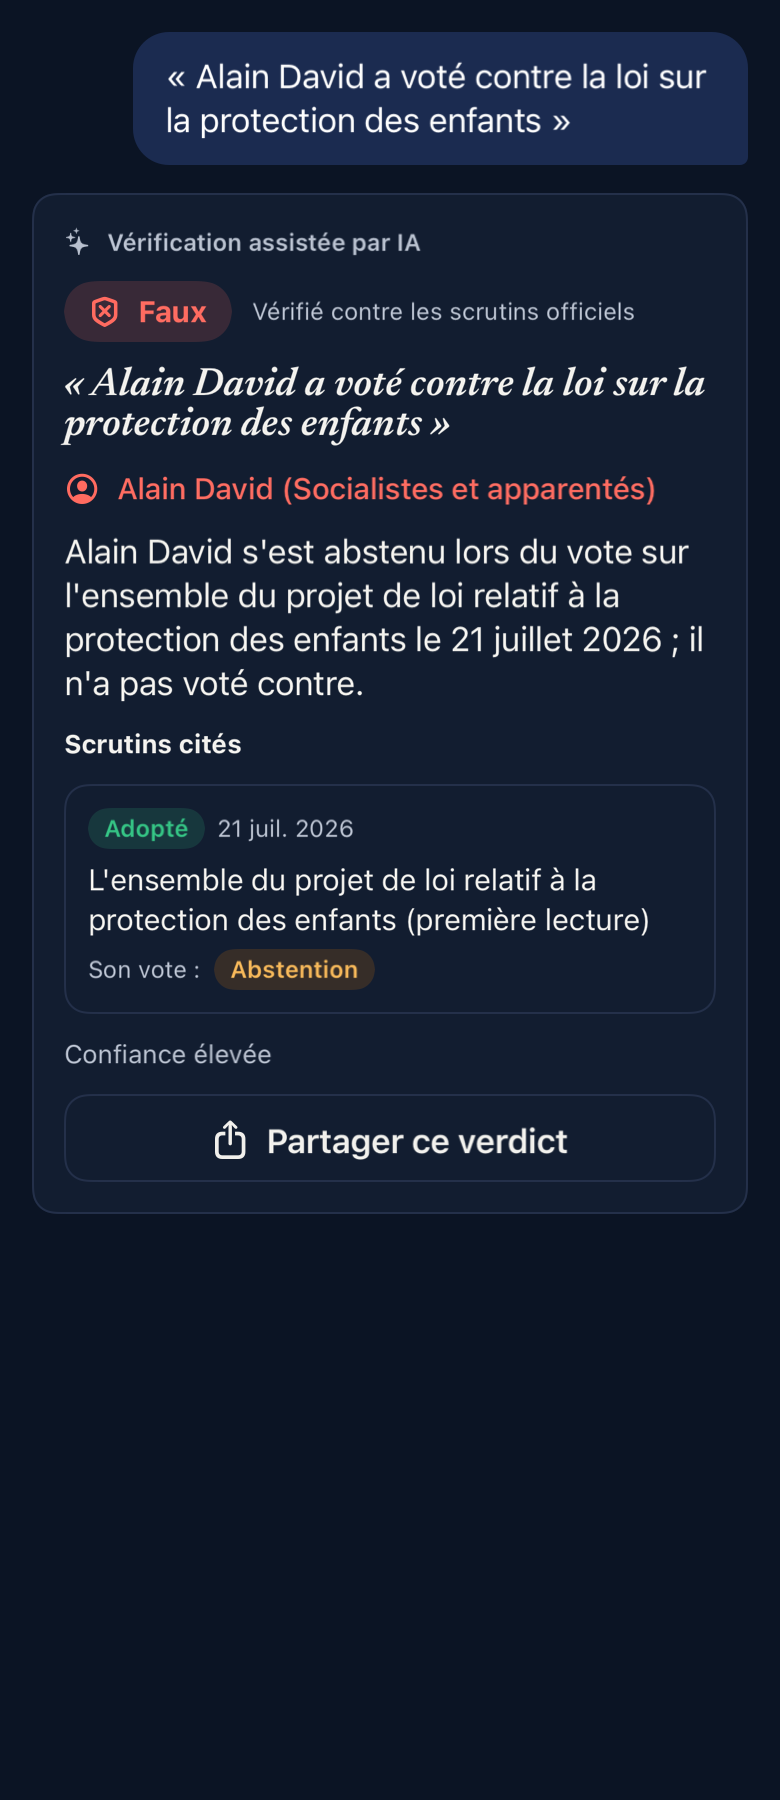 « Alain David a voté contre la loi sur
la protection des enfants »
Vérification assistée par IA
Faux
Vérifié contre les scrutins officiels
« Alain David a voté contre la loi sur la
protection des enfants »
Alain David (Socialistes et apparentés)
Alain David s'est abstenu lors du vote sur
l'ensemble du projet de loi relatif à la
protection des enfants le 21 juillet 2026 ; il
n'a pas voté contre.
Scrutins cités
Adopté 21 juil. 2026
L'ensemble du projet de loi relatif à la
protection des enfants (première lecture)
Son vote : Abstention
Confiance élevée
Partager ce verdict